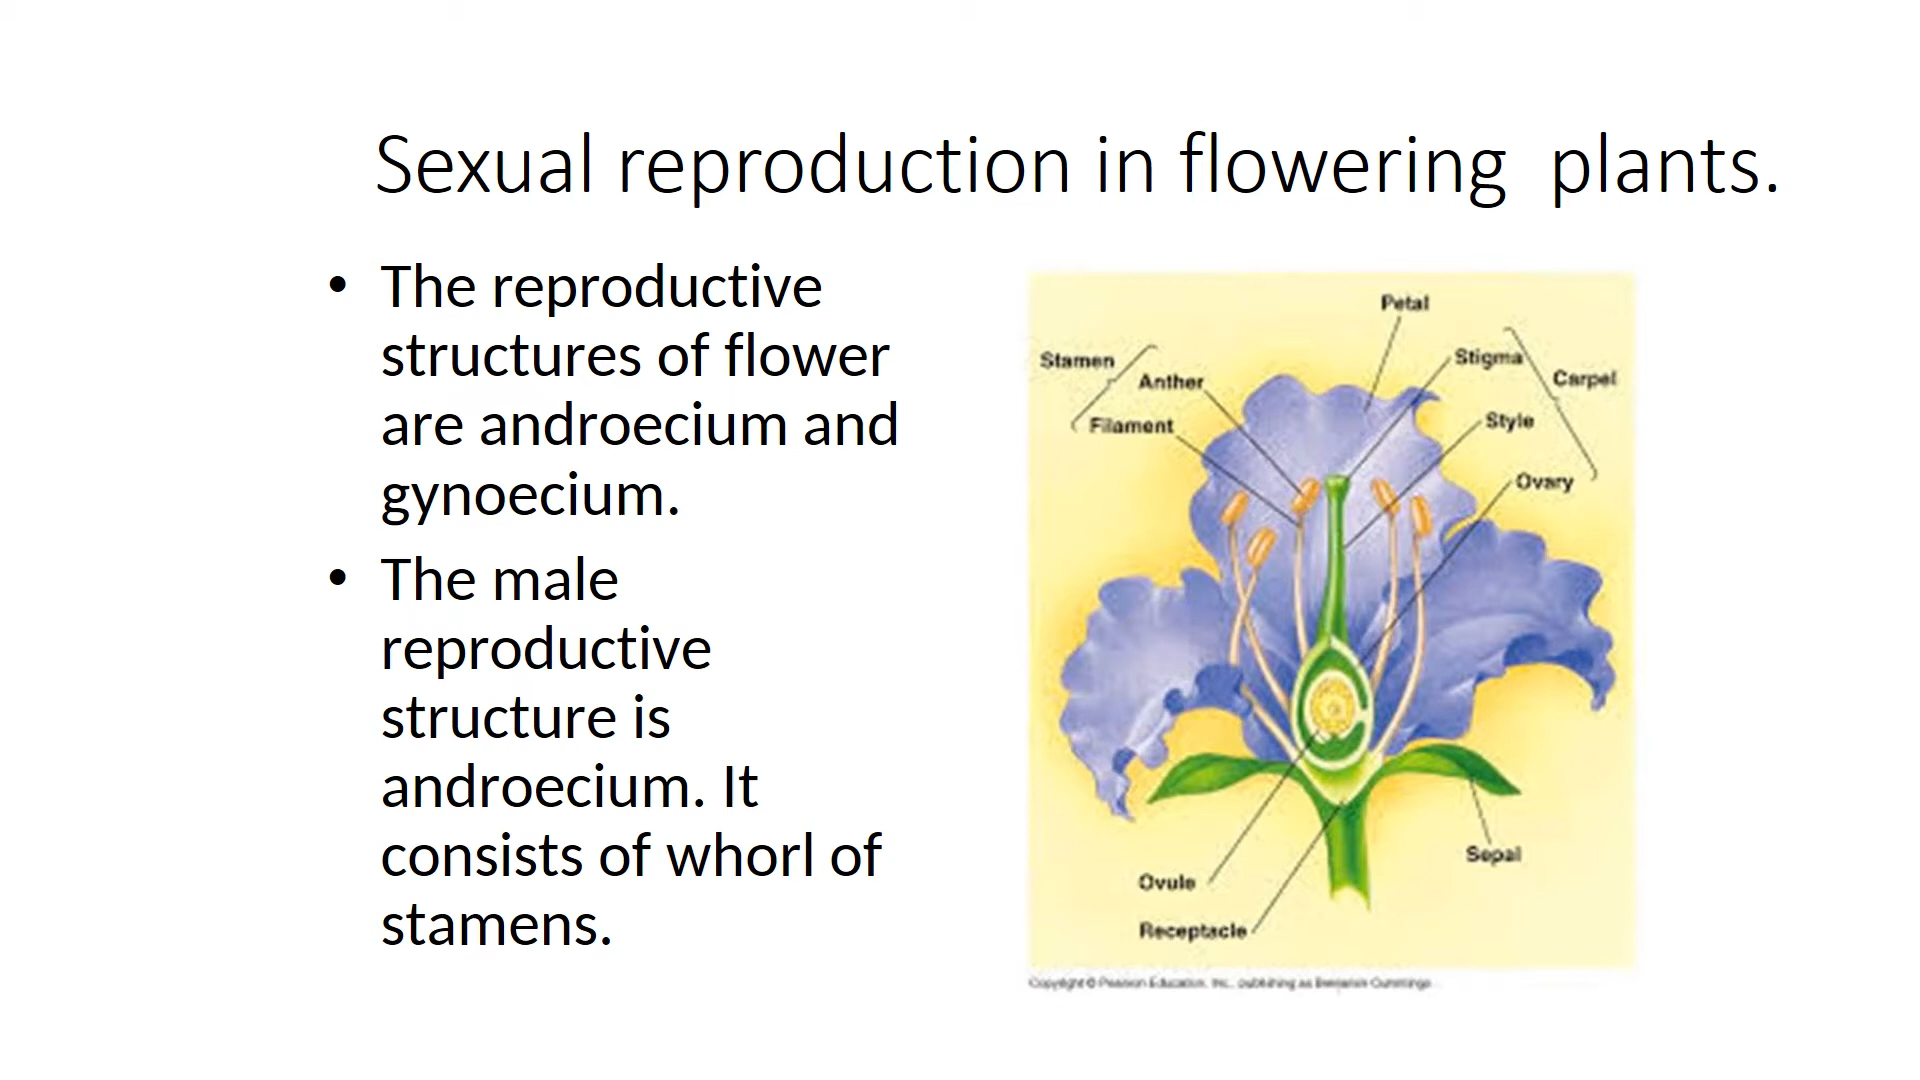 Sexual reproduction in flowering  plants.
• The reproductive
structures of flower
are androecium and
gynoecium.
• The male
reproductive
structure is
androecium. It
consists of whorl of
stamens.
Petal
Stamen
Anther
Filament
Stigma
Carpel
Style
Ovary
Sepal
Ovule
Receptacle
Copyright © Pearson Education, Inc., publishing as Benjamin Cummings